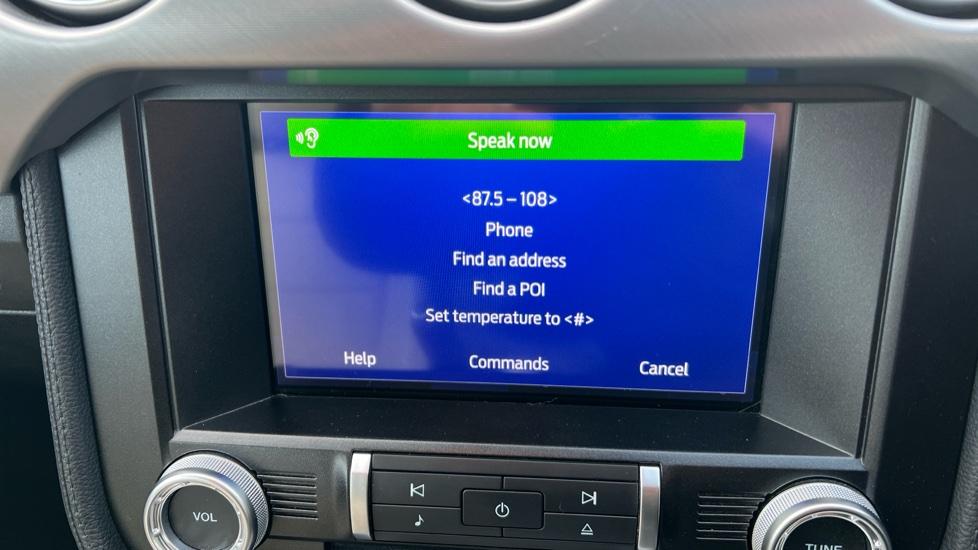 Speak now
<87.5 – 108>
Phone
Find an address
Find a POI
Set temperature to <#>
Help Commands Cancel
VOL
TUNE